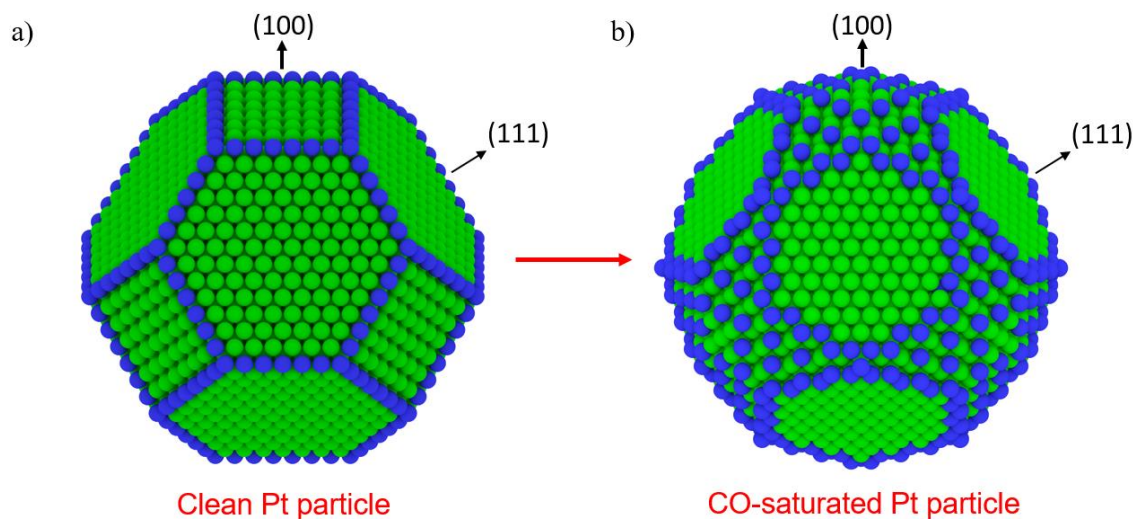 a)
(100)
(111)
Clean Pt particle
b)
(100)
(111)
CO-saturated Pt particle